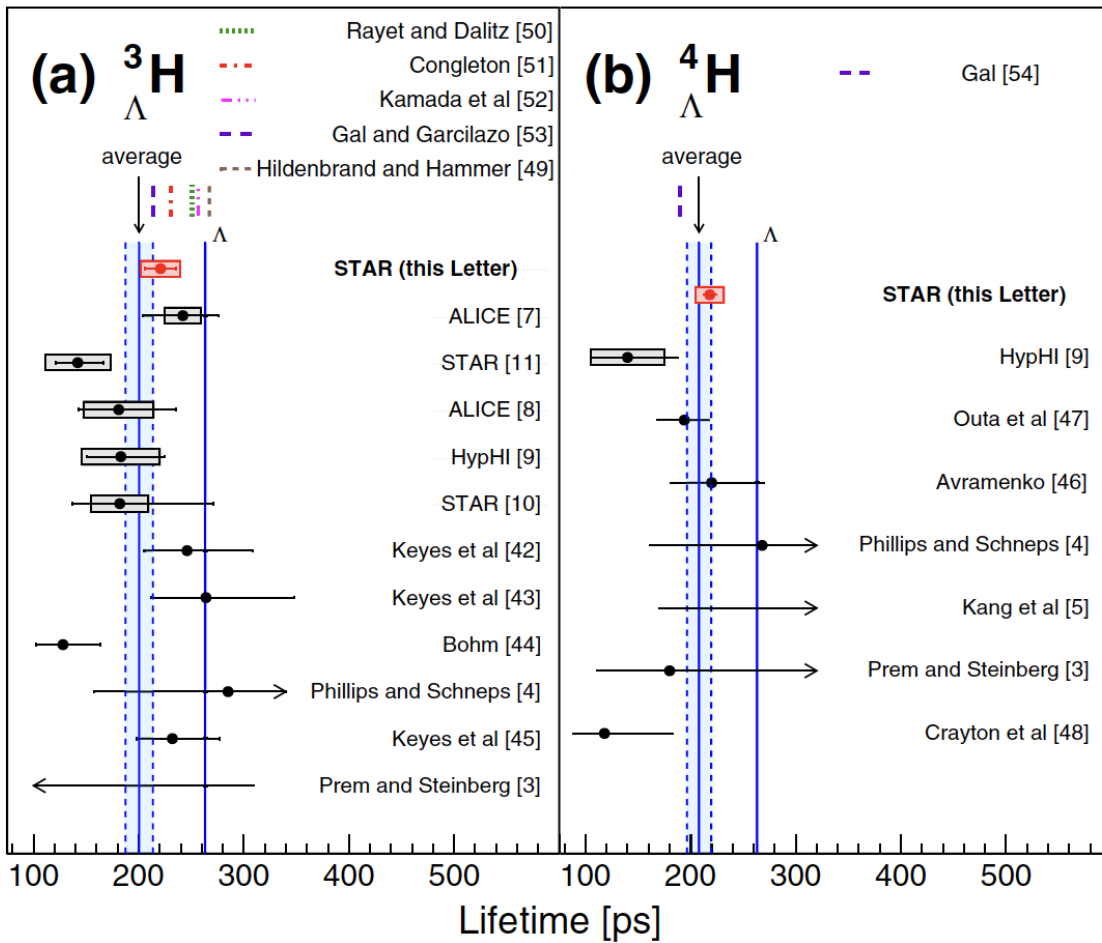 (a) ³ΛH
Rayet and Dalitz [50]
Congleton [51]
Kamada et al [52]
Gal and Garcilazo [53]
Hildenbrand and Hammer [49]
average
Λ
STAR (this Letter)
ALICE [7]
STAR [11]
ALICE [8]
HypHI [9]
STAR [10]
Keyes et al [42]
Keyes et al [43]
Bohm [44]
Phillips and Schneps [4]
Keyes et al [45]
Prem and Steinberg [3]
100 200 300 400 500
(b) ⁴ΛH
Gal [54]
average
Λ
STAR (this Letter)
HypHI [9]
Outa et al [47]
Avramenko [46]
Phillips and Schneps [4]
Kang et al [5]
Prem and Steinberg [3]
Crayton et al [48]
100 200 300 400 500
Lifetime [ps]